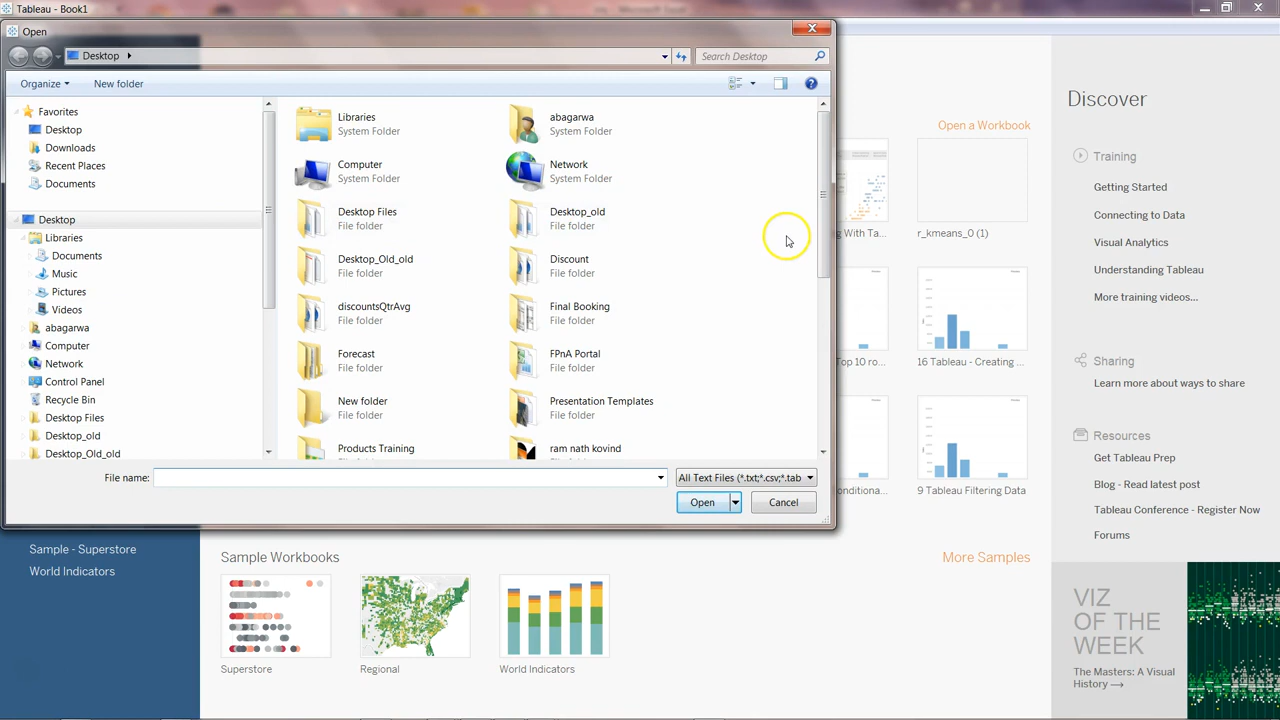 Tableau - Book1
Open
Desktop
Search Desktop
Organize
New folder
Favorites
Desktop
Downloads
Recent Places
Documents
Desktop
Libraries
Documents
Music
Pictures
Videos
abagarwa
Computer
Network
Control Panel
Recycle Bin
Desktop Files
Desktop_old
Desktop_Old_old
Libraries
System Folder
abagarwa
System Folder
Computer
System Folder
Network
System Folder
Desktop Files
File folder
Desktop_old
File folder
Desktop_Old_old
File folder
Discount
File folder
discountsQtrAvg
File folder
Final Booking
File folder
Forecast
File folder
FPnA Portal
File folder
New folder
File folder
Presentation Templates
File folder
Products Training
ram nath kovind
File name:
All Text Files (*.txt;*.csv;*.tab
Open
Cancel
Open a Workbook
g With Ta...
r_kmeans_0 (1)
Top 10 ro...
16 Tableau - Creating ...
Conditiona...
9 Tableau Filtering Data
Sample - Superstore
World Indicators
Sample Workbooks
More Samples
Superstore
Regional
World Indicators
Discover
Training
Getting Started
Connecting to Data
Visual Analytics
Understanding Tableau
More training videos...
Sharing
Learn more about ways to share
Resources
Get Tableau Prep
Blog - Read latest post
Tableau Conference - Register Now
Forums
VIZ
OF THE
WEEK
The Masters: A Visual
History →